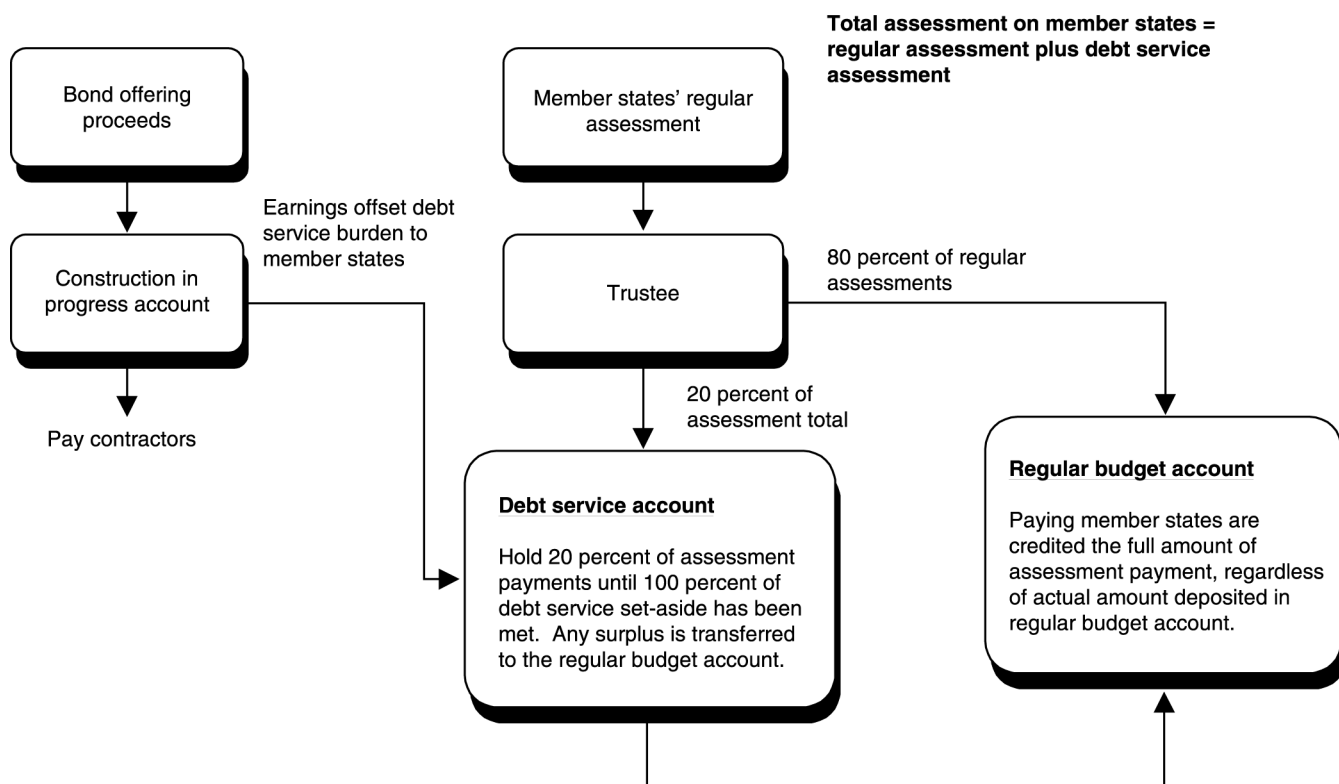 Total assessment on member states =
regular assessment plus debt service
assessment
Bond offering
proceeds
Member states' regular
assessment
Earnings offset debt
service burden to
member states
Construction in
progress account
Trustee
80 percent of regular
assessments
20 percent of
assessment total
Pay contractors
Debt service account
Hold 20 percent of assessment
payments until 100 percent of
debt service set-aside has been
met.  Any surplus is transferred
to the regular budget account.
Regular budget account
Paying member states are
credited the full amount of
assessment payment, regardless
of actual amount deposited in
regular budget account.